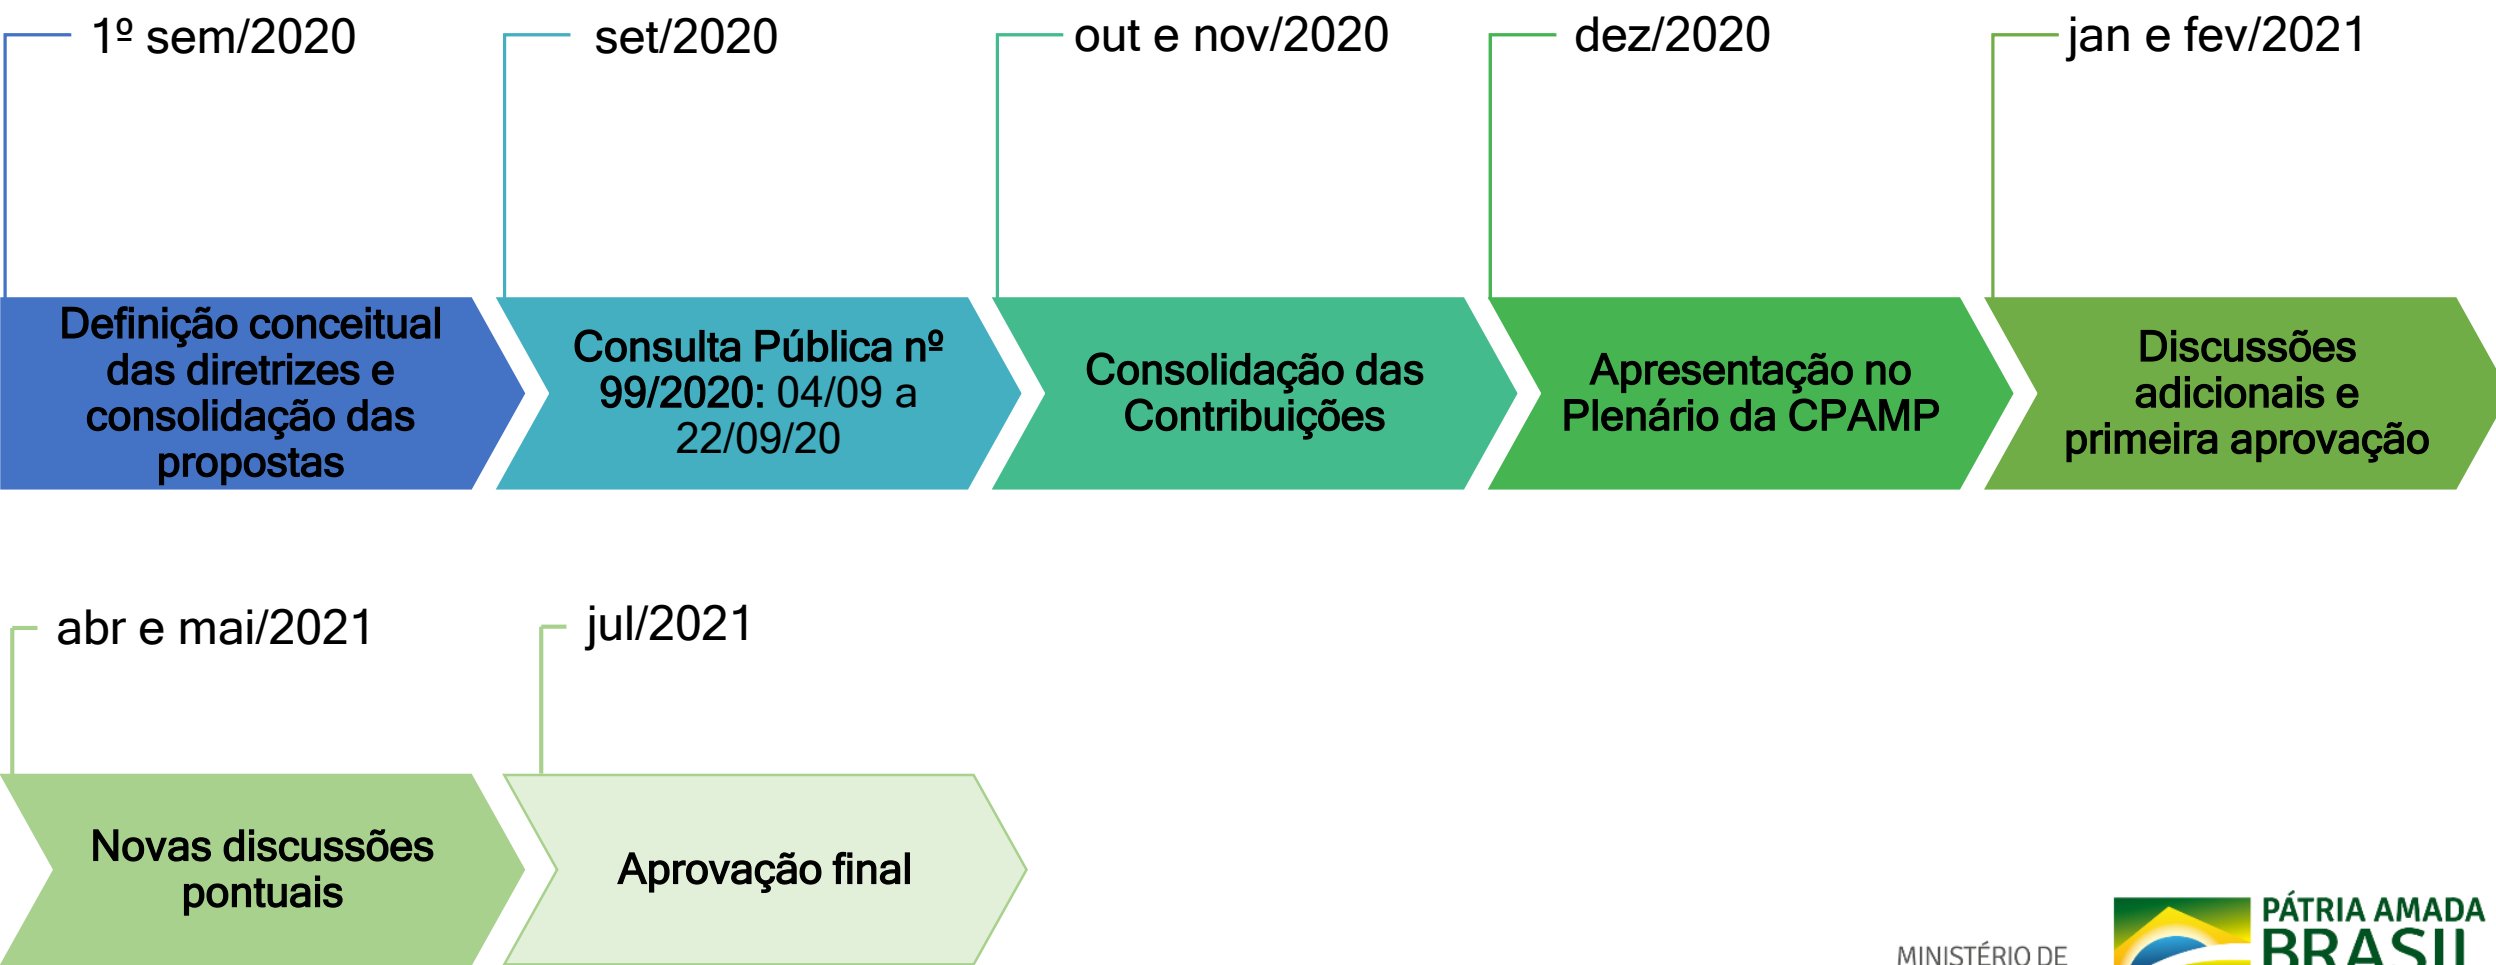 1º sem/2020
set/2020
out e nov/2020
dez/2020
jan e fev/2021
Definição conceitual
das diretrizes e
consolidação das
propostas
Consulta Pública nº
99/2020: 04/09 a
22/09/20
Consolidação das
Contribuições
Apresentação no
Plenário da CPAMP
Discussões
adicionais e
primeira aprovação
abr e mai/2021
jul/2021
Novas discussões
pontuais
Aprovação final
MINISTÉRIO DE
PÁTRIA AMADA
BRASIL